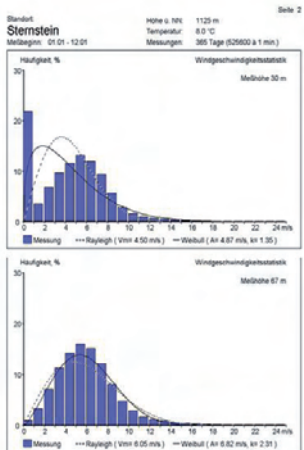 Seite 2
Standort:
Sternstein
Meßbeginn: 01.01 - 12:01
Höhe ü. NN: 1125 m
Temperatur: 8.0 °C
Messungen: 365 Tage (525600 à 1 min.)
Häufigkeit, % Windgeschwindigkeitsstatistik
Meßhöhe 30 m
30
20
10
0 2 4 6 8 10 12 14 16 18 20 22 24 m/s
Messung Rayleigh ( Vm= 4.50 m/s ) Weibull ( A= 4.87 m/s, k= 1.35 )
Häufigkeit, % Windgeschwindigkeitsstatistik
Meßhöhe 67 m
30
20
10
0 2 4 6 8 10 12 14 16 18 20 22 24 m/s
Messung Rayleigh ( Vm= 6.05 m/s ) Weibull ( A= 6.82 m/s, k= 2.31 )